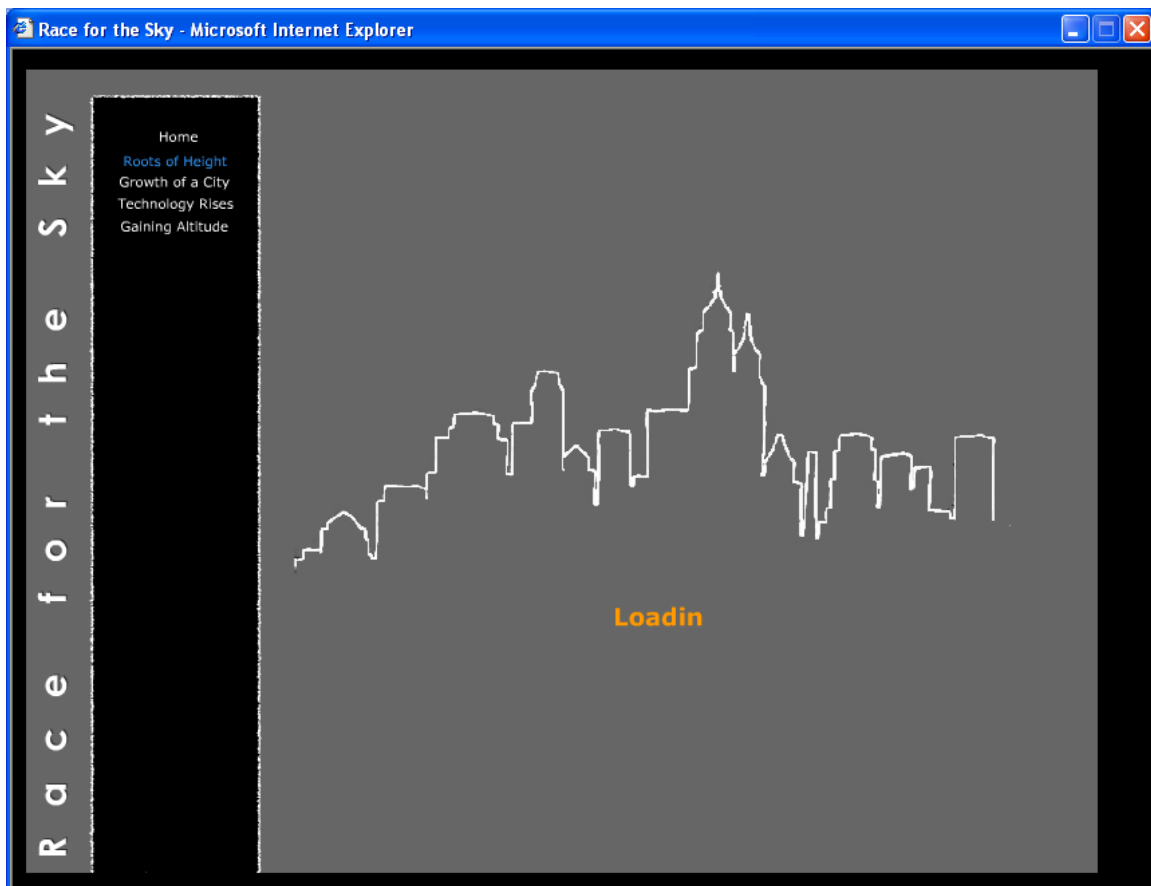 Race for the Sky - Microsoft Internet Explorer
Race for the Sky
Home
Roots of Height
Growth of a City
Technology Rises
Gaining Altitude
Loadin